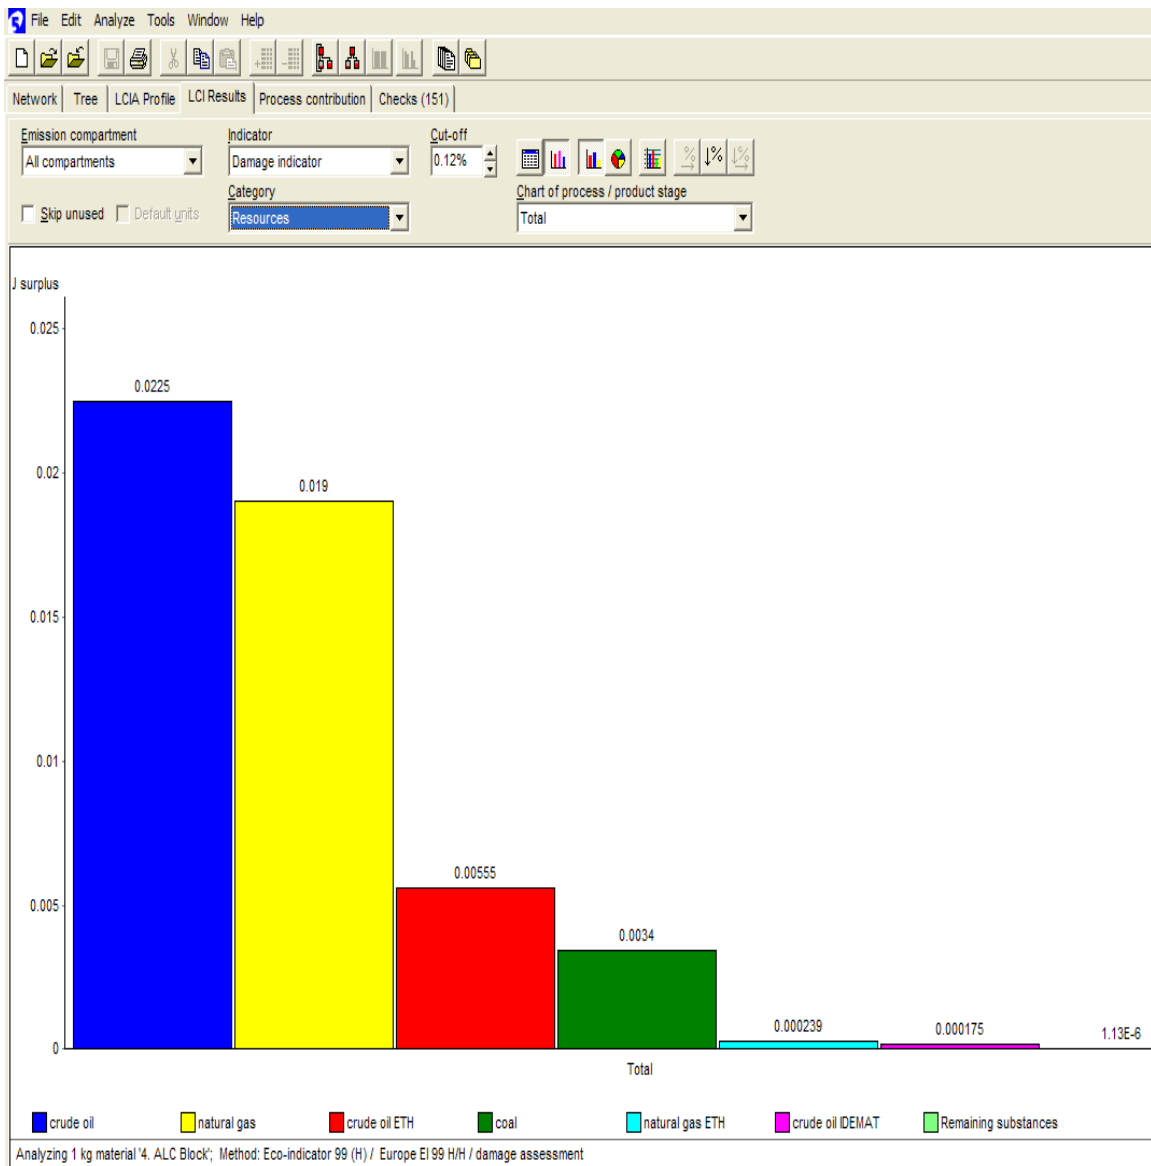 File Edit Analyze Tools Window Help
Network Tree LCIA Profile LCI Results Process contribution Checks (151)
Emission compartment Indicator Cut-off
All compartments Damage indicator 0.12%
Category Chart of process / product stage
Skip unused Default units Resources Total
J surplus
0.025
0.0225
0.02
0.019
0.015
0.01
0.00555
0.005
0.0034
0.000239
0.000175
1.13E-6
0
Total
crude oil natural gas crude oil ETH coal natural gas ETH crude oil IDEMAT Remaining substances
Analyzing 1 kg material '4. ALC Block'; Method: Eco-indicator 99 (H) / Europe EI 99 H/H / damage assessment